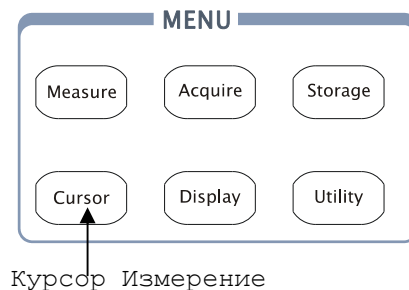 MENU
Measure Acquire Storage
Cursor Display Utility
Курсор Измерение